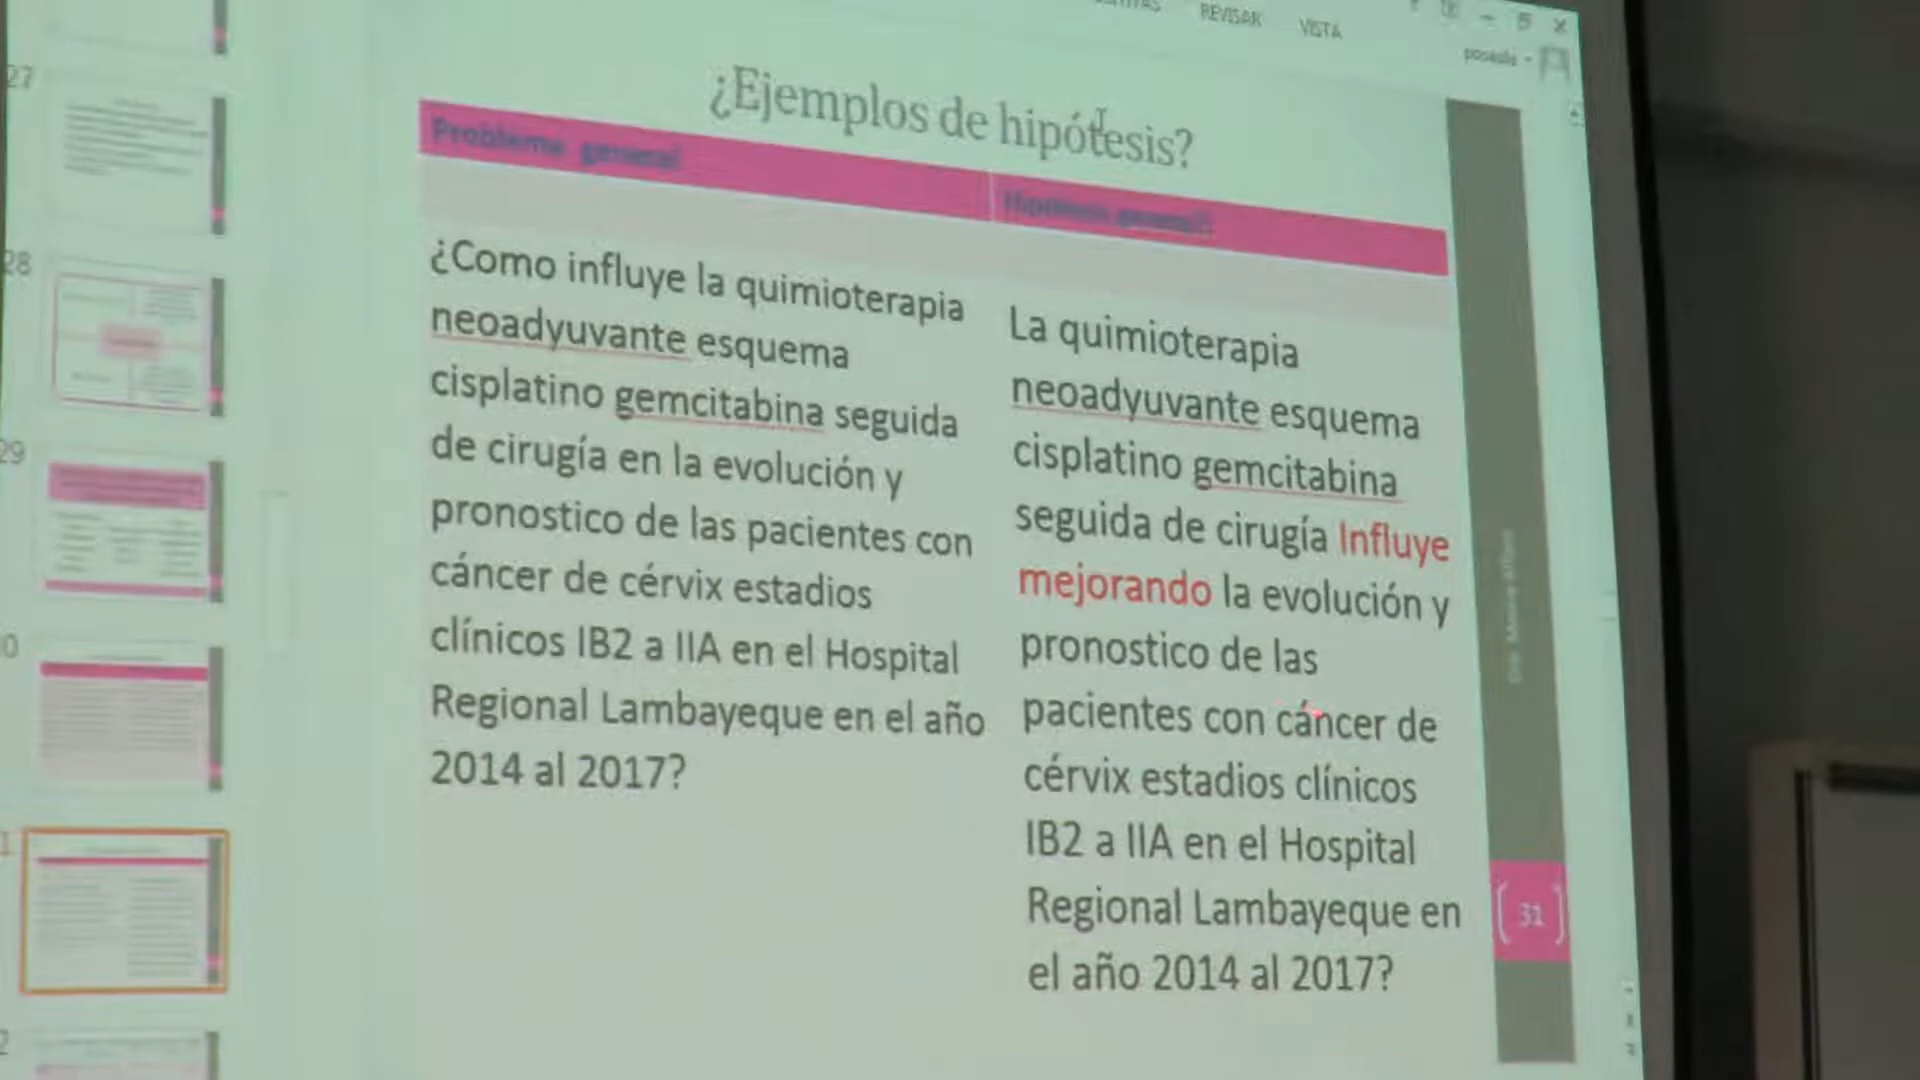 REVISAR
VISTA
posgala
¿Ejemplos de hipótesis?
Problema general
Hipótesis general
¿Como influye la quimioterapia
neoadyuvante esquema
cisplatino gemcitabina seguida
de cirugía en la evolución y
pronostico de las pacientes con
cáncer de cérvix estadios
clínicos IB2 a IIA en el Hospital
Regional Lambayeque en el año
2014 al 2017?
La quimioterapia
neoadyuvante esquema
cisplatino gemcitabina
seguida de cirugía Influye
mejorando la evolución y
pronostico de las
pacientes con cáncer de
cérvix estadios clínicos
IB2 a IIA en el Hospital
Regional Lambayeque en
el año 2014 al 2017?
31
27
28
29